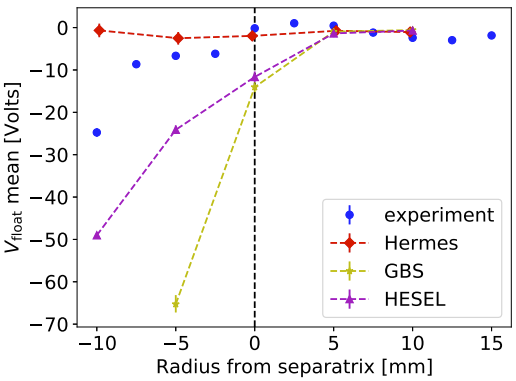 0
−10
−20
−30
−40
−50
−60
−70
V_float mean [Volts]
experiment
Hermes
GBS
HESEL
−10 −5 0 5 10 15
Radius from separatrix [mm]